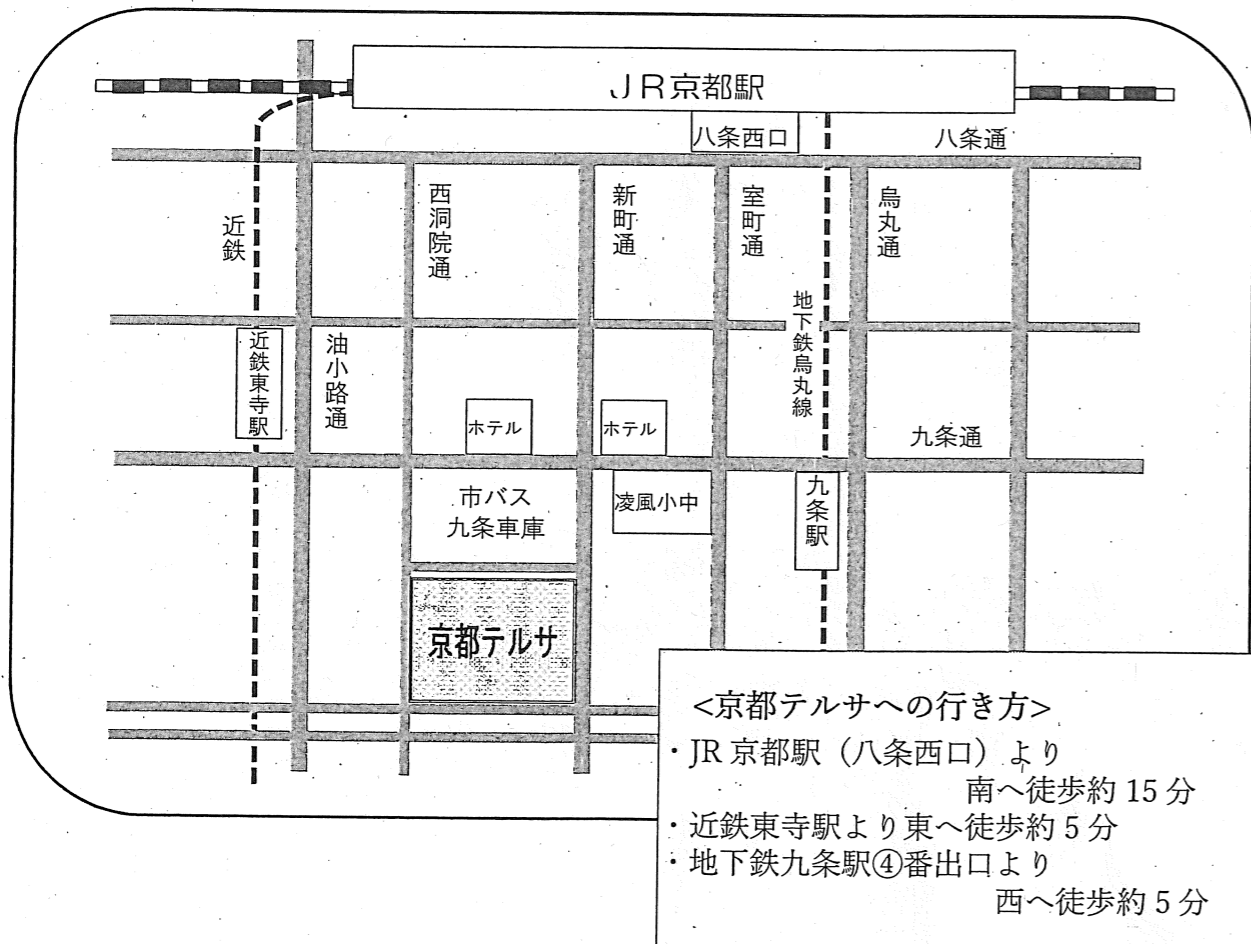 JR京都駅
八条西口
八条通
近鉄
西洞院通
新町通
室町通
烏丸通
地下鉄烏丸線
近鉄東寺駅
油小路通
ホテル
ホテル
九条通
市バス
九条車庫
凌風小中
九条駅
京都テルサ
<京都テルサへの行き方>
・JR京都駅(八条西口)より
南へ徒歩約15分
・近鉄東寺駅より東へ徒歩約5分
・地下鉄九条駅④番出口より
西へ徒歩約5分